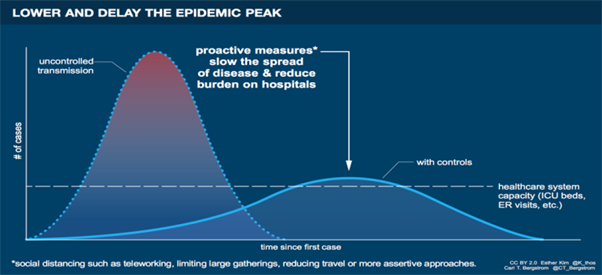 LOWER AND DELAY THE EPIDEMIC PEAK
uncontrolled
transmission
proactive measures*
slow the spread
of disease & reduce
burden on hospitals
# of cases
with controls
healthcare system
capacity (ICU beds,
ER visits, etc.)
time since first case
*social distancing such as teleworking, limiting large gatherings, reducing travel or more assertive approaches.
CC BY 2.0 Esther Kim @K_thos
Carl T. Bergstrom @CT_Bergstrom